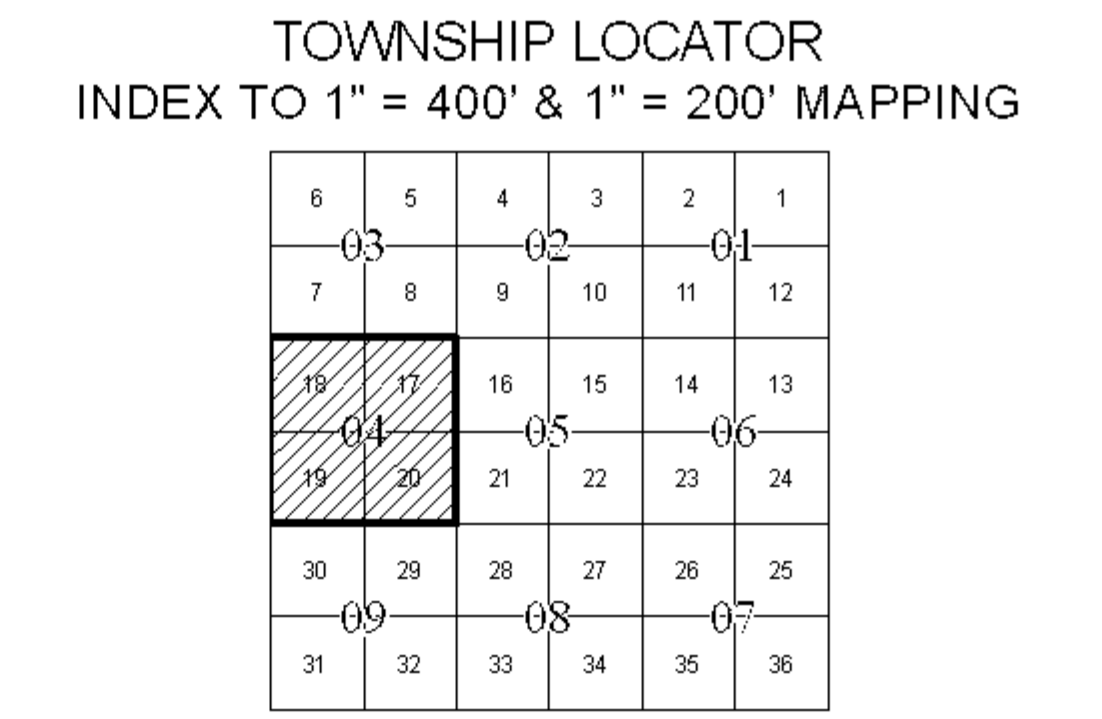 TOWNSHIP LOCATOR
INDEX TO 1" = 400' & 1" = 200' MAPPING
6 5 4 3 2 1
03 02 01
7 8 9 10 11 12
18 17 16 15 14 13
04 05 06
19 20 21 22 23 24
30 29 28 27 26 25
09 08 07
31 32 33 34 35 36